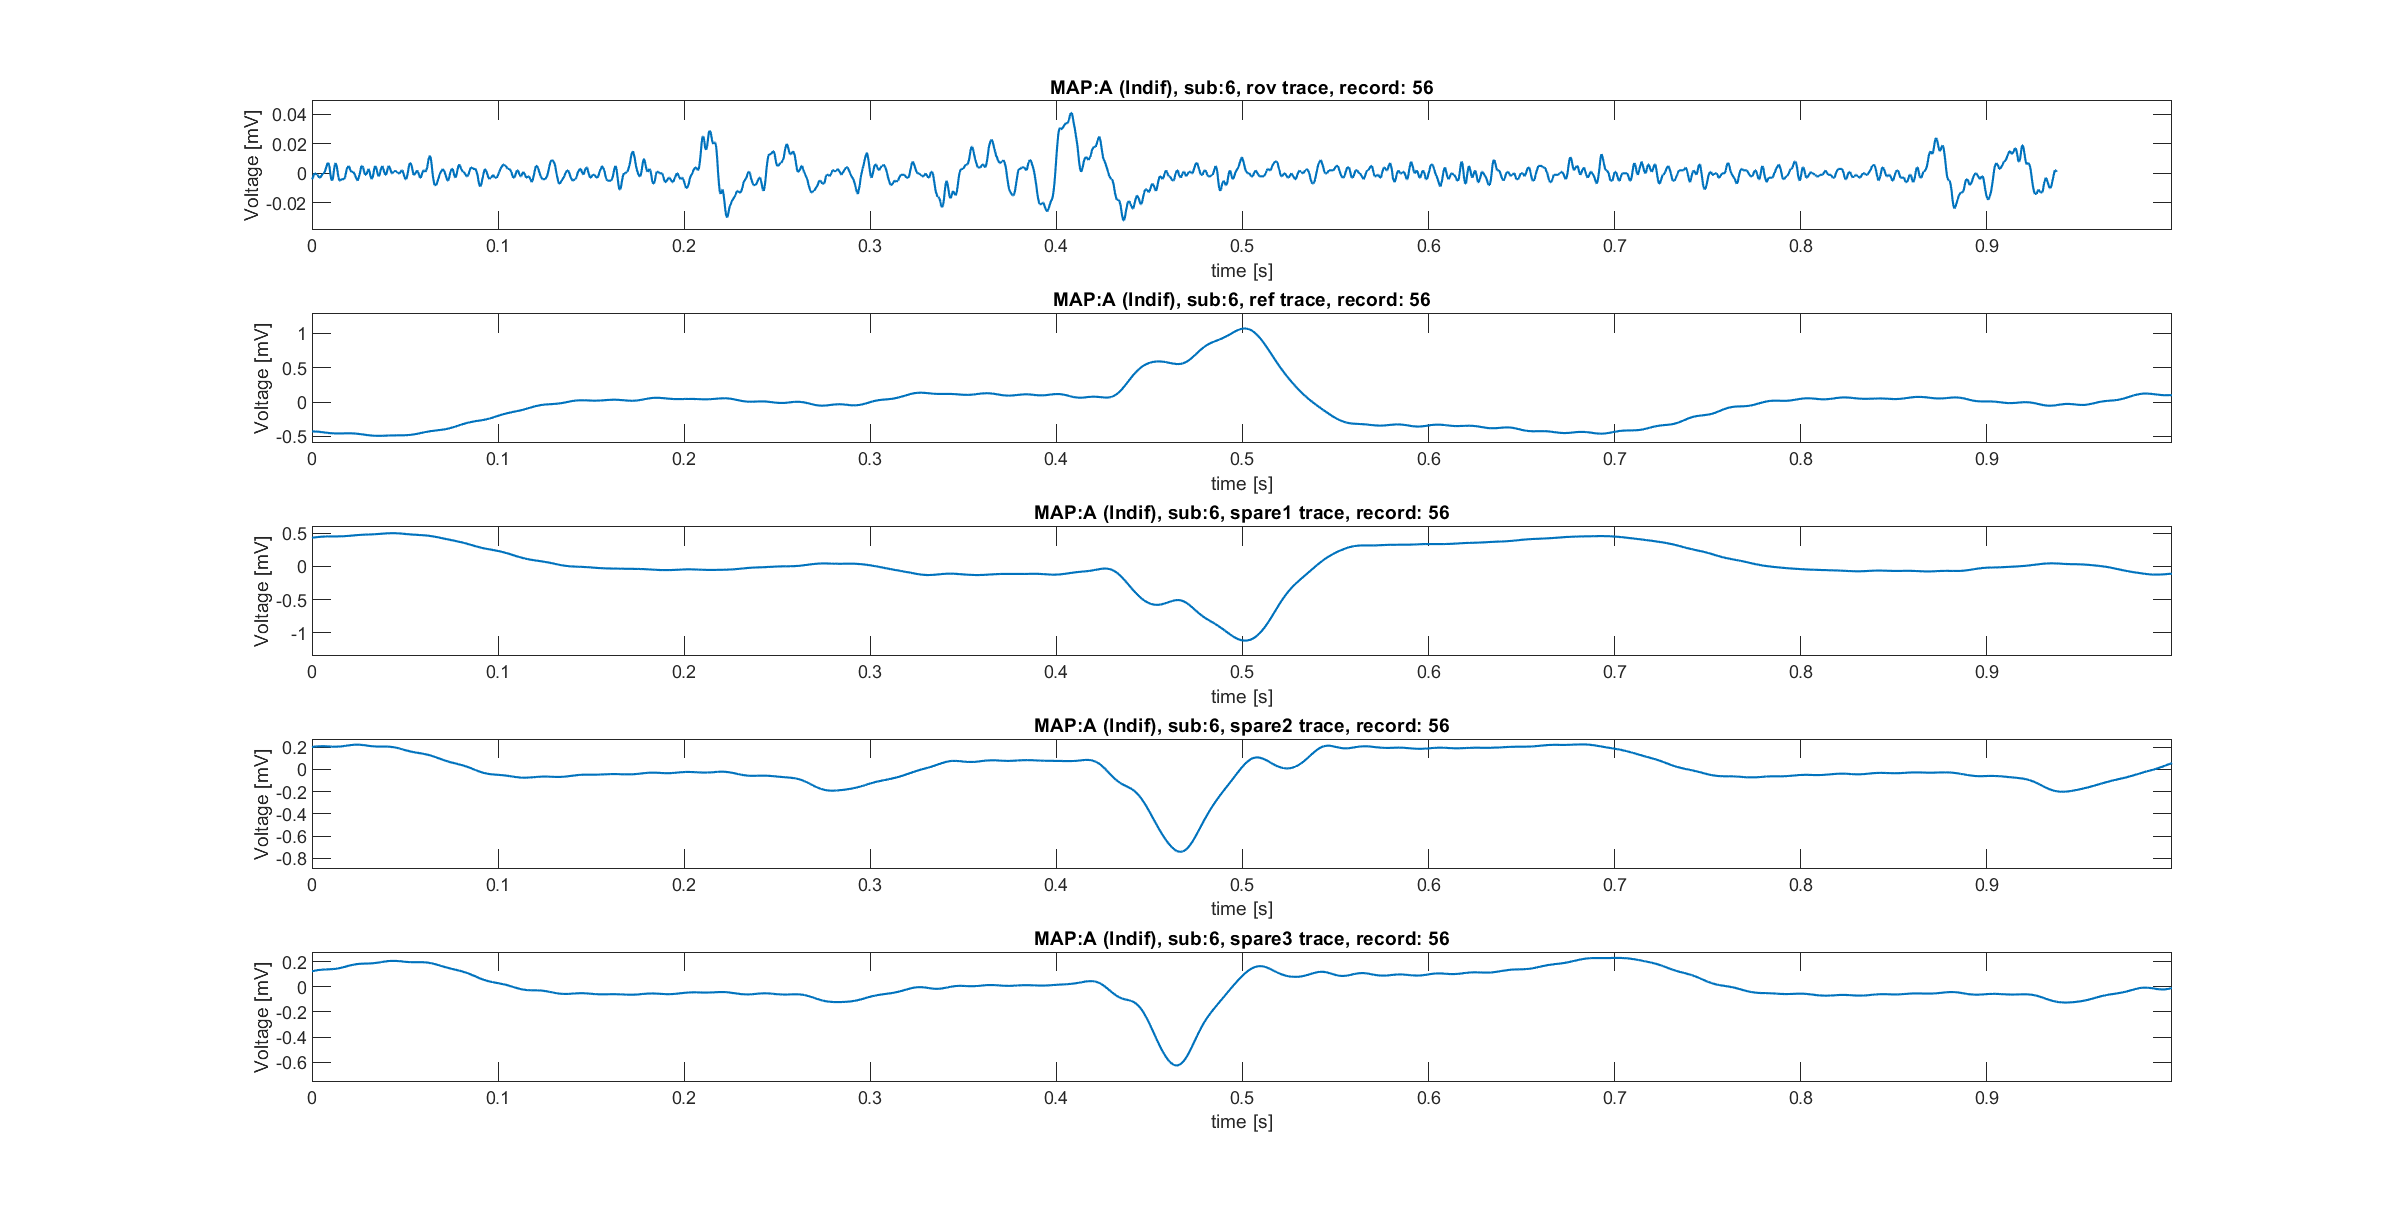 MAP:A (Indif), sub:6, rov trace, record: 56
Voltage [mV]
0.04
0.02
0
-0.02
0 0.1 0.2 0.3 0.4 0.5 0.6 0.7 0.8 0.9
time [s]
MAP:A (Indif), sub:6, ref trace, record: 56
Voltage [mV]
1
0.5
0
-0.5
0 0.1 0.2 0.3 0.4 0.5 0.6 0.7 0.8 0.9
time [s]
MAP:A (Indif), sub:6, spare1 trace, record: 56
Voltage [mV]
0.5
0
-0.5
-1
0 0.1 0.2 0.3 0.4 0.5 0.6 0.7 0.8 0.9
time [s]
MAP:A (Indif), sub:6, spare2 trace, record: 56
Voltage [mV]
0.2
0
-0.2
-0.4
-0.6
-0.8
0 0.1 0.2 0.3 0.4 0.5 0.6 0.7 0.8 0.9
time [s]
MAP:A (Indif), sub:6, spare3 trace, record: 56
Voltage [mV]
0.2
0
-0.2
-0.4
-0.6
0 0.1 0.2 0.3 0.4 0.5 0.6 0.7 0.8 0.9
time [s]